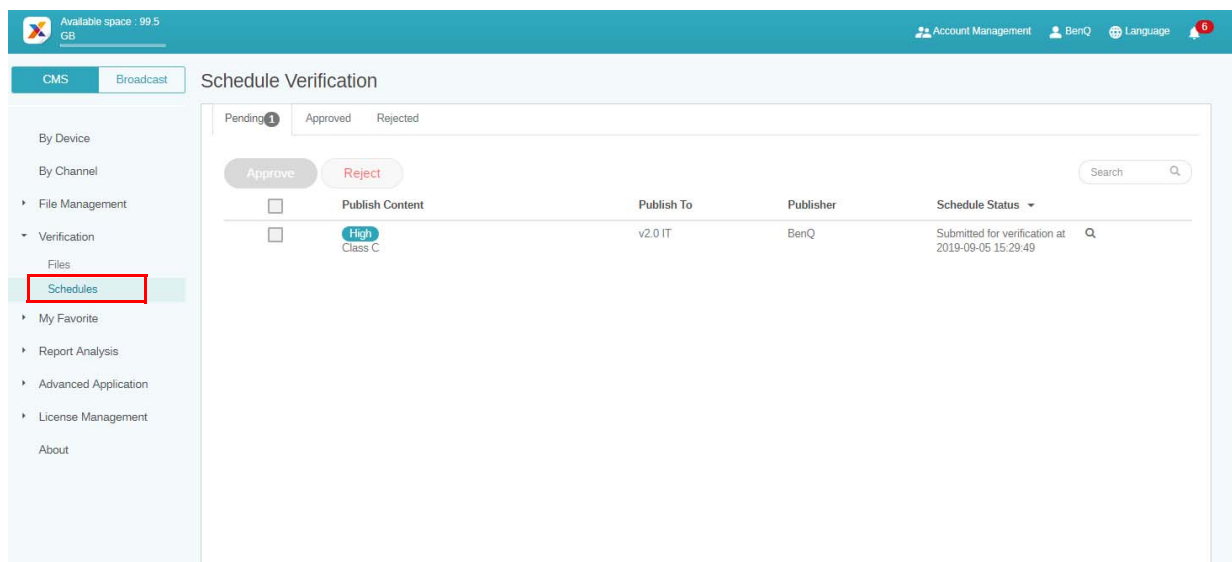 Available space : 99.5
GB
Account Management
BenQ
Language
6
CMS
Broadcast
Schedule Verification
Pending 1
Approved
Rejected
By Device
By Channel
File Management
Verification
Files
Schedules
My Favorite
Report Analysis
Advanced Application
License Management
About
Approve
Reject
Search
Publish Content
Publish To
Publisher
Schedule Status
High
Class C
v2.0 IT
BenQ
Submitted for verification at
2019-09-05 15:29:49